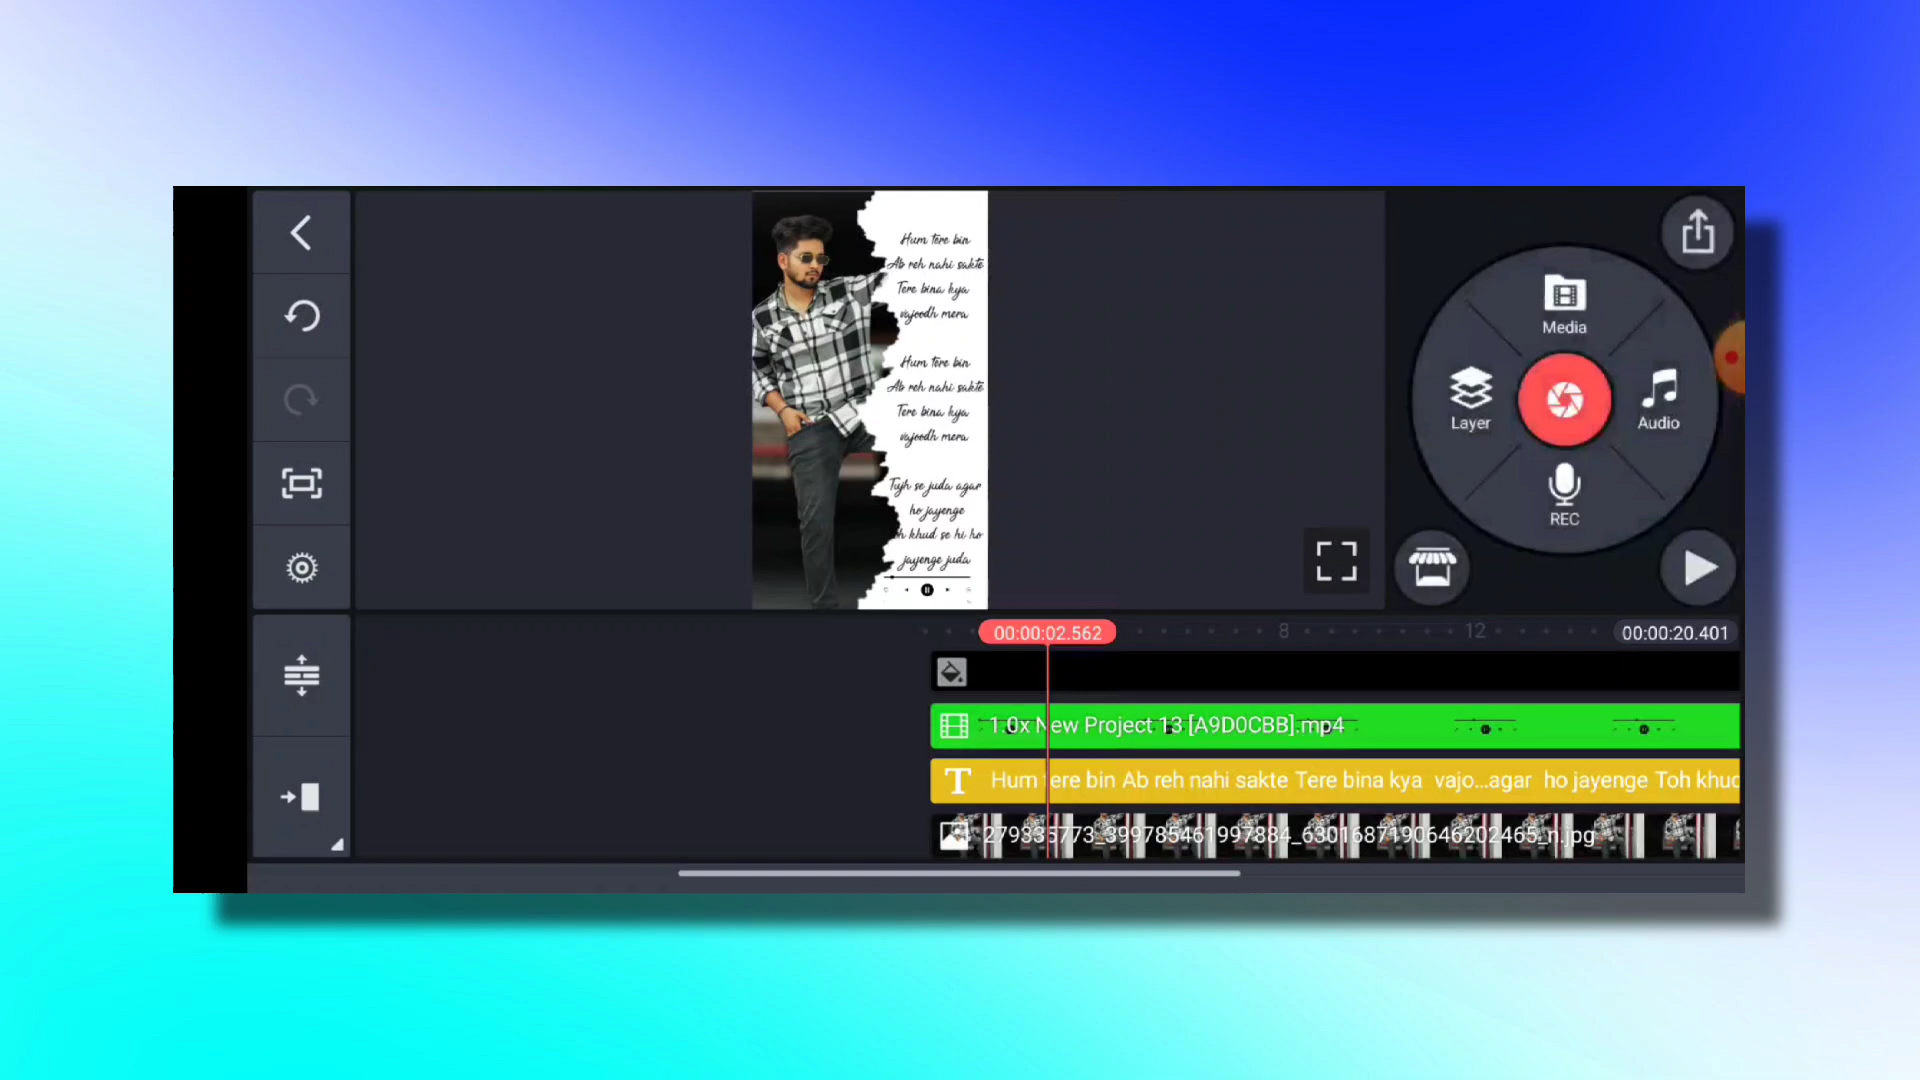 Hum tere bin
Ab reh nahi sakte
Tere bina kya
vajoodh mera
Hum tere bin
Ab reh nahi sakte
Tere bina kya
vajoodh mera
Tujh se juda agar
ho jayenge
h khud se hi ho
jayenge juda
Media
Layer
Audio
REC
00:00:02.562
8
12
00:00:20.401
1.0x New Project 13 [A9D0CBB].mp4
Hum tere bin Ab reh nahi sakte Tere bina kya vajo...agar ho jayenge Toh khud
279335773_399785461997884_6301687190646202465_n.jpg